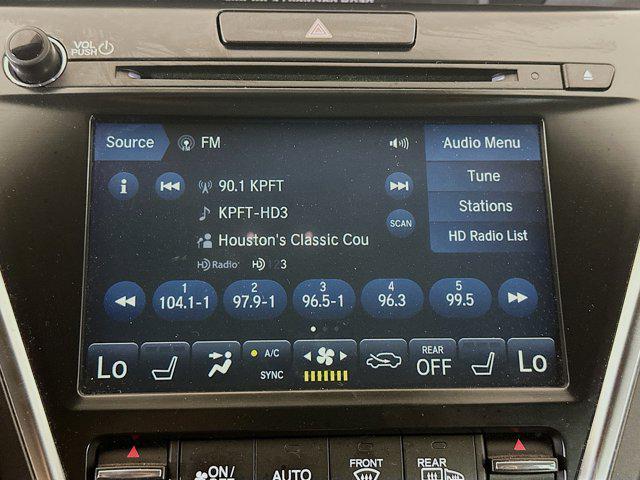 VOL
PUSH
Source
FM
Audio Menu
90.1 KPFT
Tune
KPFT-HD3
Stations
SCAN
Houston's Classic Cou
HD Radio List
HD Radio
HD 123
1
104.1-1
2
97.9-1
3
96.5-1
4
96.3
5
99.5
Lo
A/C
SYNC
REAR
OFF
Lo
ON/
AUTO
FRONT
REAR